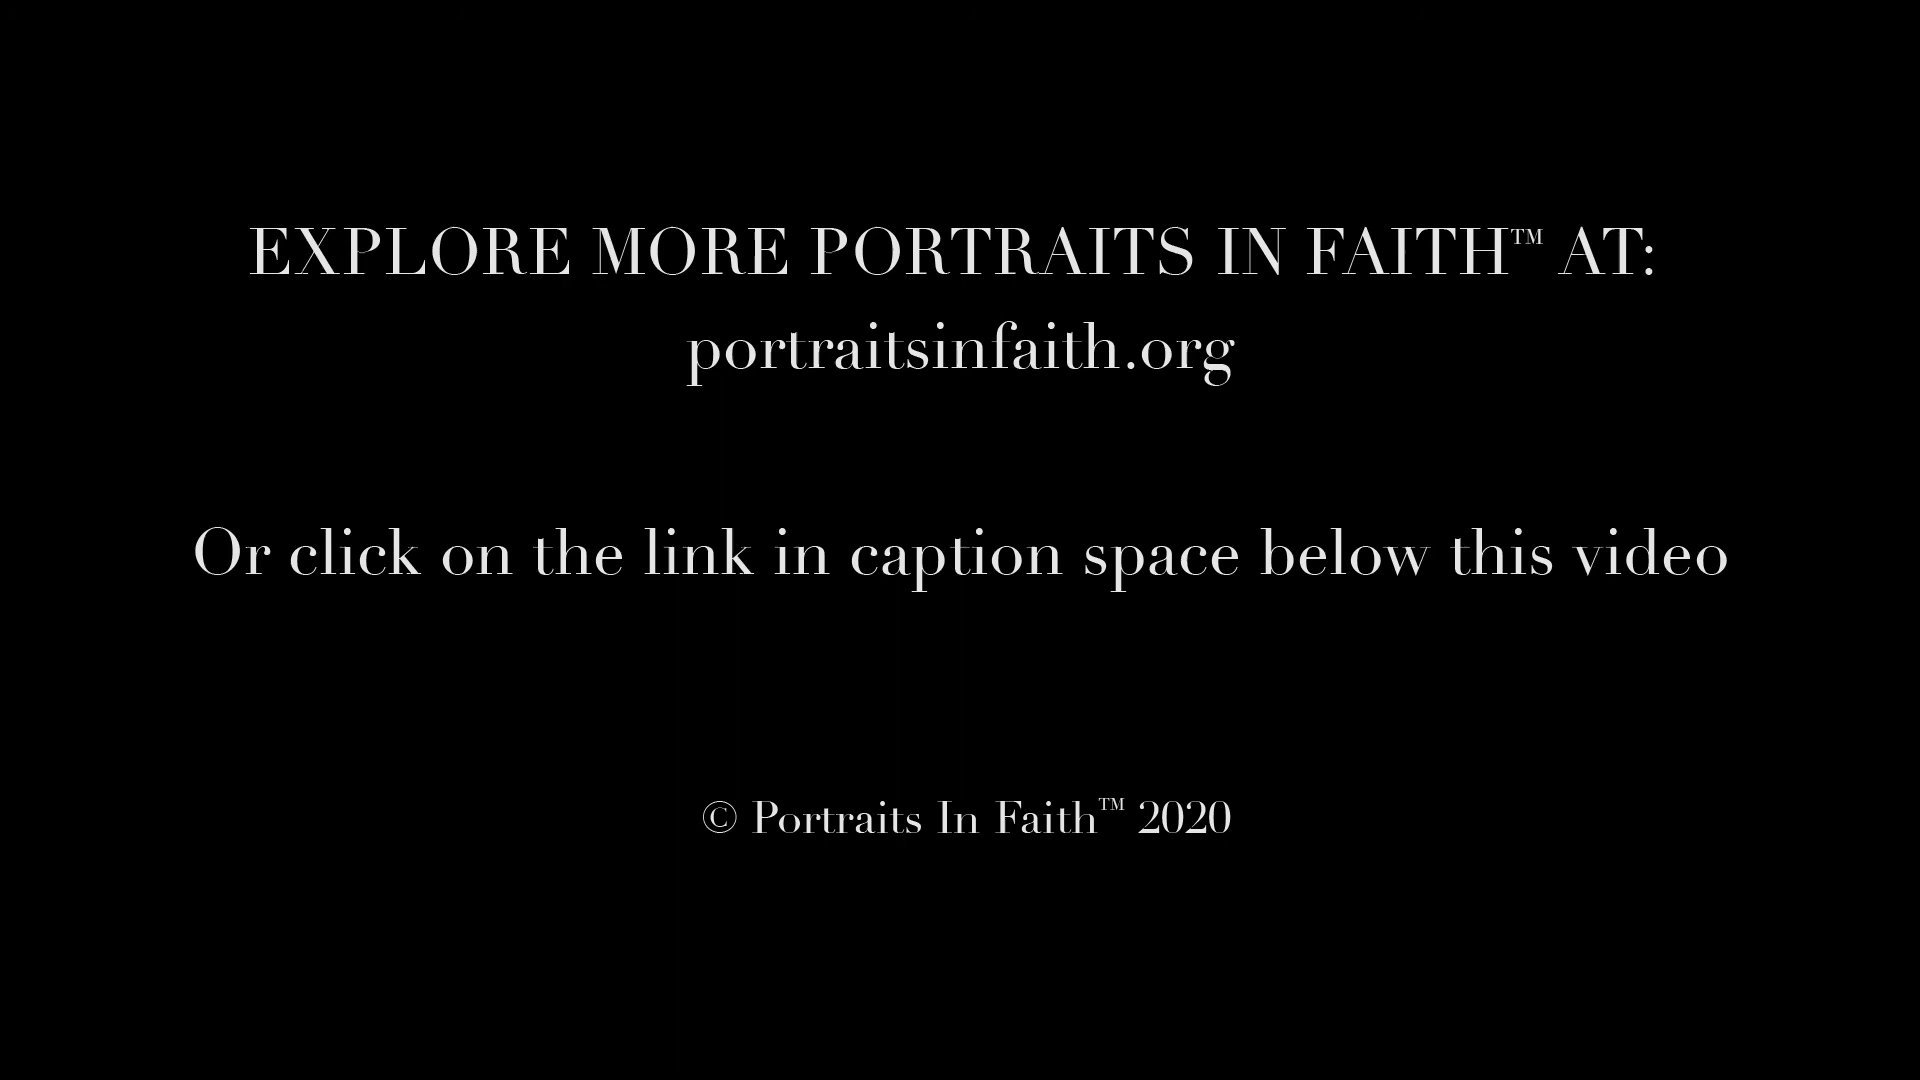 EXPLORE MORE PORTRAITS IN FAITH™ AT:
portraitsinfaith.org
Or click on the link in caption space below this video
© Portraits In Faith™ 2020